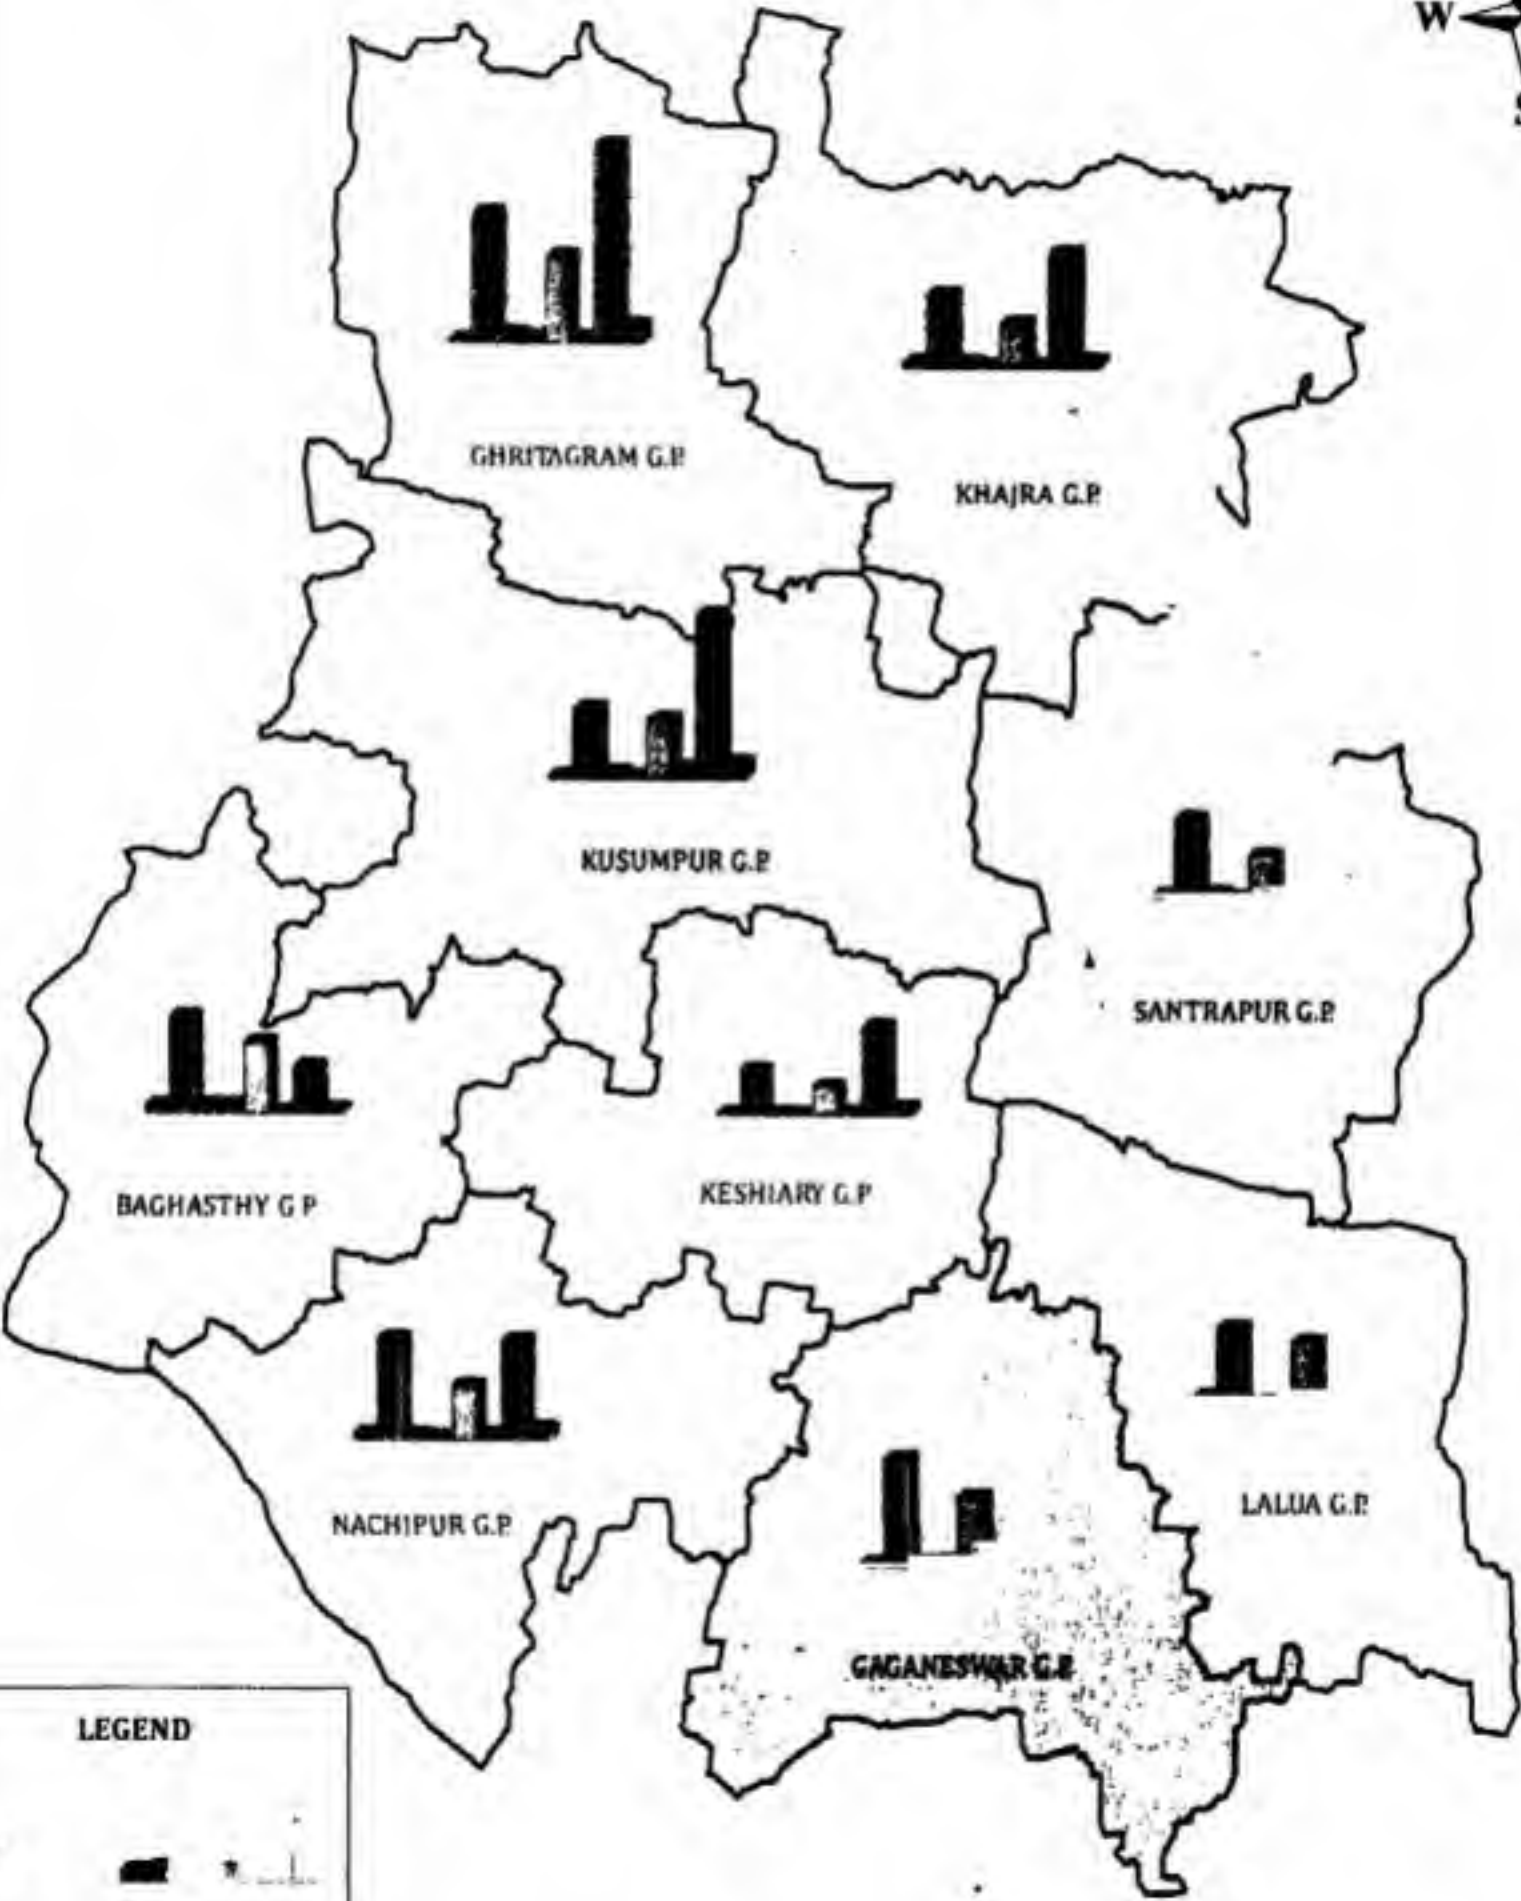 W
S
GHRITAGRAM G.P.
KHAJRA G.P.
KUSUMPUR G.P.
SANTRAPUR G.P.
BAGHASTHY G P
KESHIARY G.P
LALUA G.P.
NACHIPUR G.P.
GAGANESWAR G.P.
LEGEND